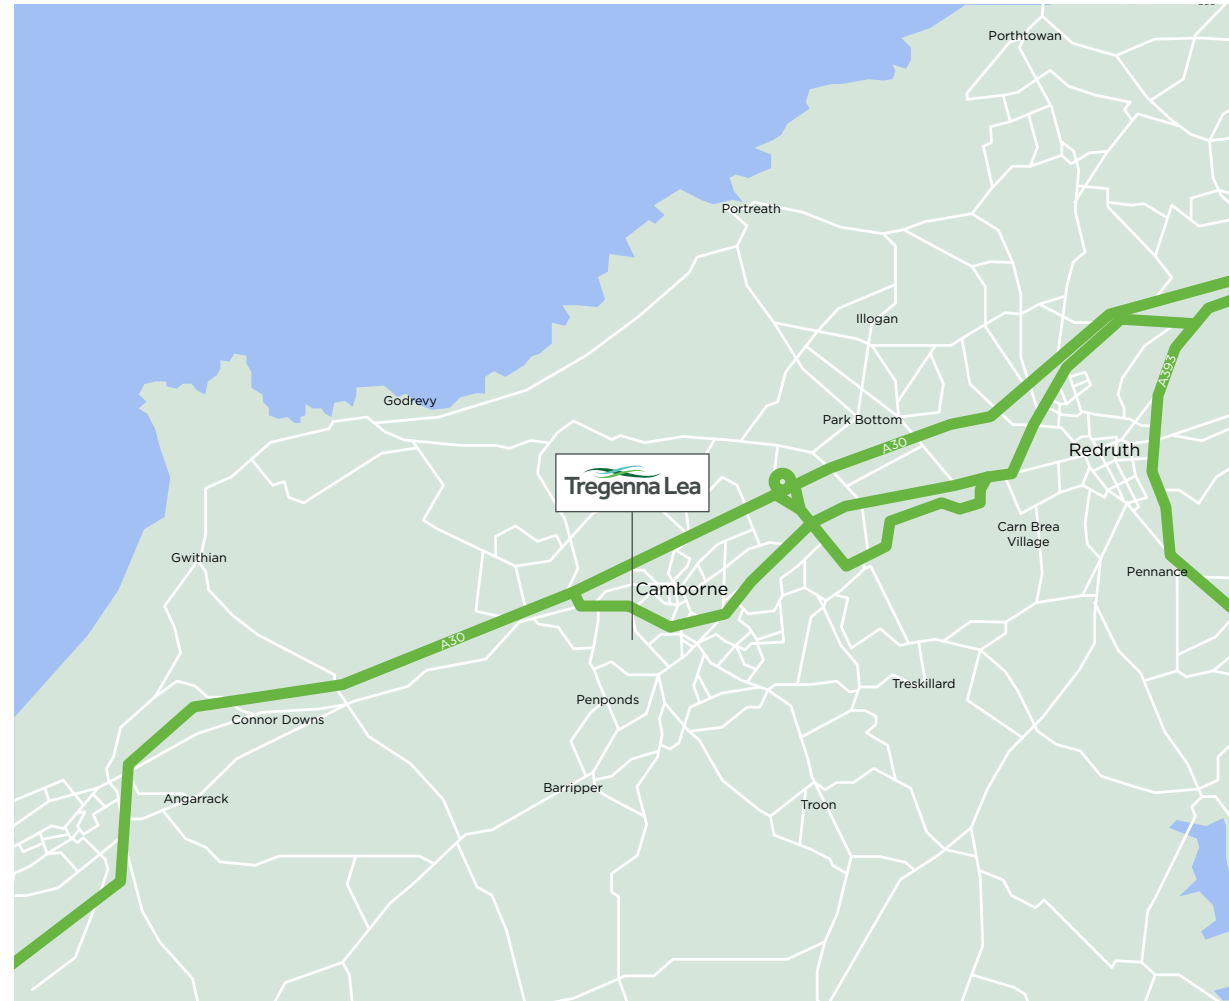 Porthtowan
Portreath
Illogan
A393
Godrevy
Park Bottom
A30
Redruth
Tregenna Lea
Carn Brea
Village
Gwithian
Pennance
Camborne
A30
Treskillard
Penponds
Connor Downs
Barripper
Angarrack
Troon